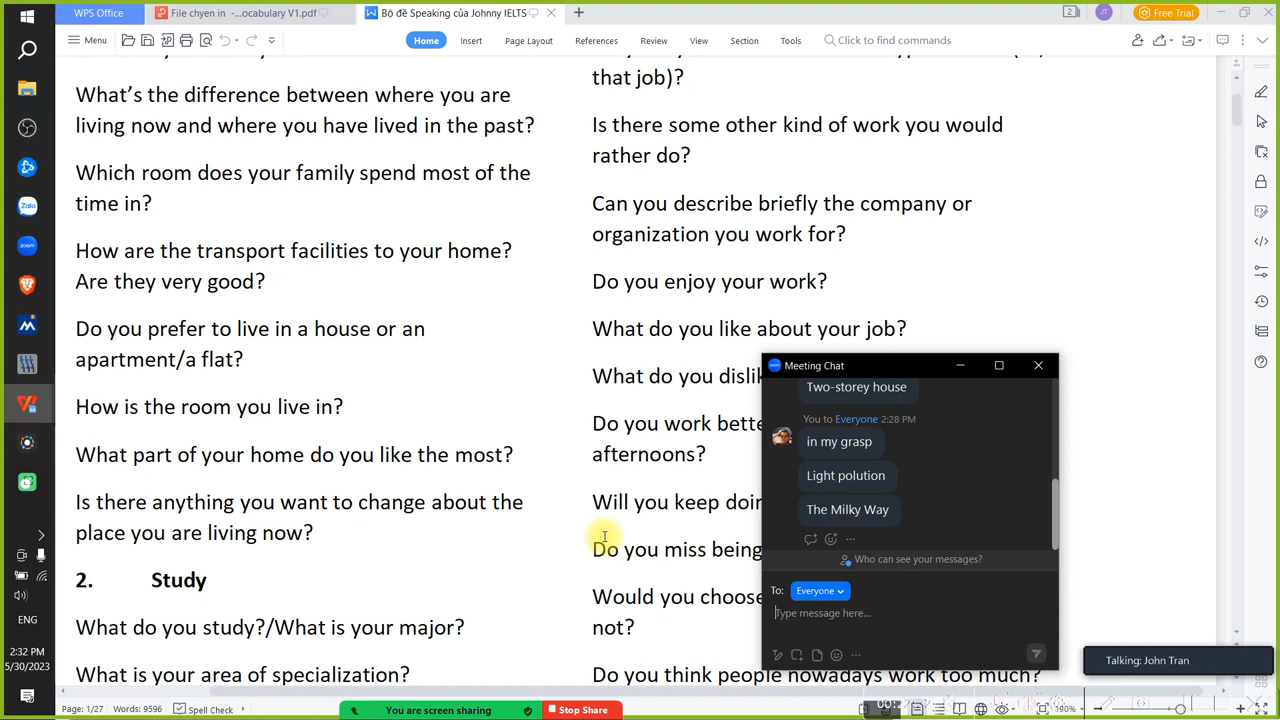 WPS Office
File chyen in -...ocabulary V1.pdf
Bộ đề Speaking của Johnny IELTS
Free Trial
Menu
Home
Insert
Page Layout
References
Review
View
Section
Tools
Click to find commands
What's the difference between where you are
living now and where you have lived in the past?
Which room does your family spend most of the
time in?
How are the transport facilities to your home?
Are they very good?
Do you prefer to live in a house or an
apartment/a flat?
How is the room you live in?
What part of your home do you like the most?
Is there anything you want to change about the
place you are living now?
2. Study
What do you study?/What is your major?
What is your area of specialization?
that job)?
Is there some other kind of work you would
rather do?
Can you describe briefly the company or
organization you work for?
Do you enjoy your work?
What do you like about your job?
What do you dislik
Do you work bette
afternoons?
Will you keep doin
Do you miss being
Would you choose
not?
Do you think people nowadays work too much?
Meeting Chat
Two-storey house
You to Everyone 2:28 PM
in my grasp
Light polution
The Milky Way
Who can see your messages?
To: Everyone
Type message here...
Talking: John Tran
Zalo
zoom
ENG
2:32 PM
5/30/2023
Page: 1/27
Words: 9596
Spell Check
You are screen sharing
Stop Share
190%